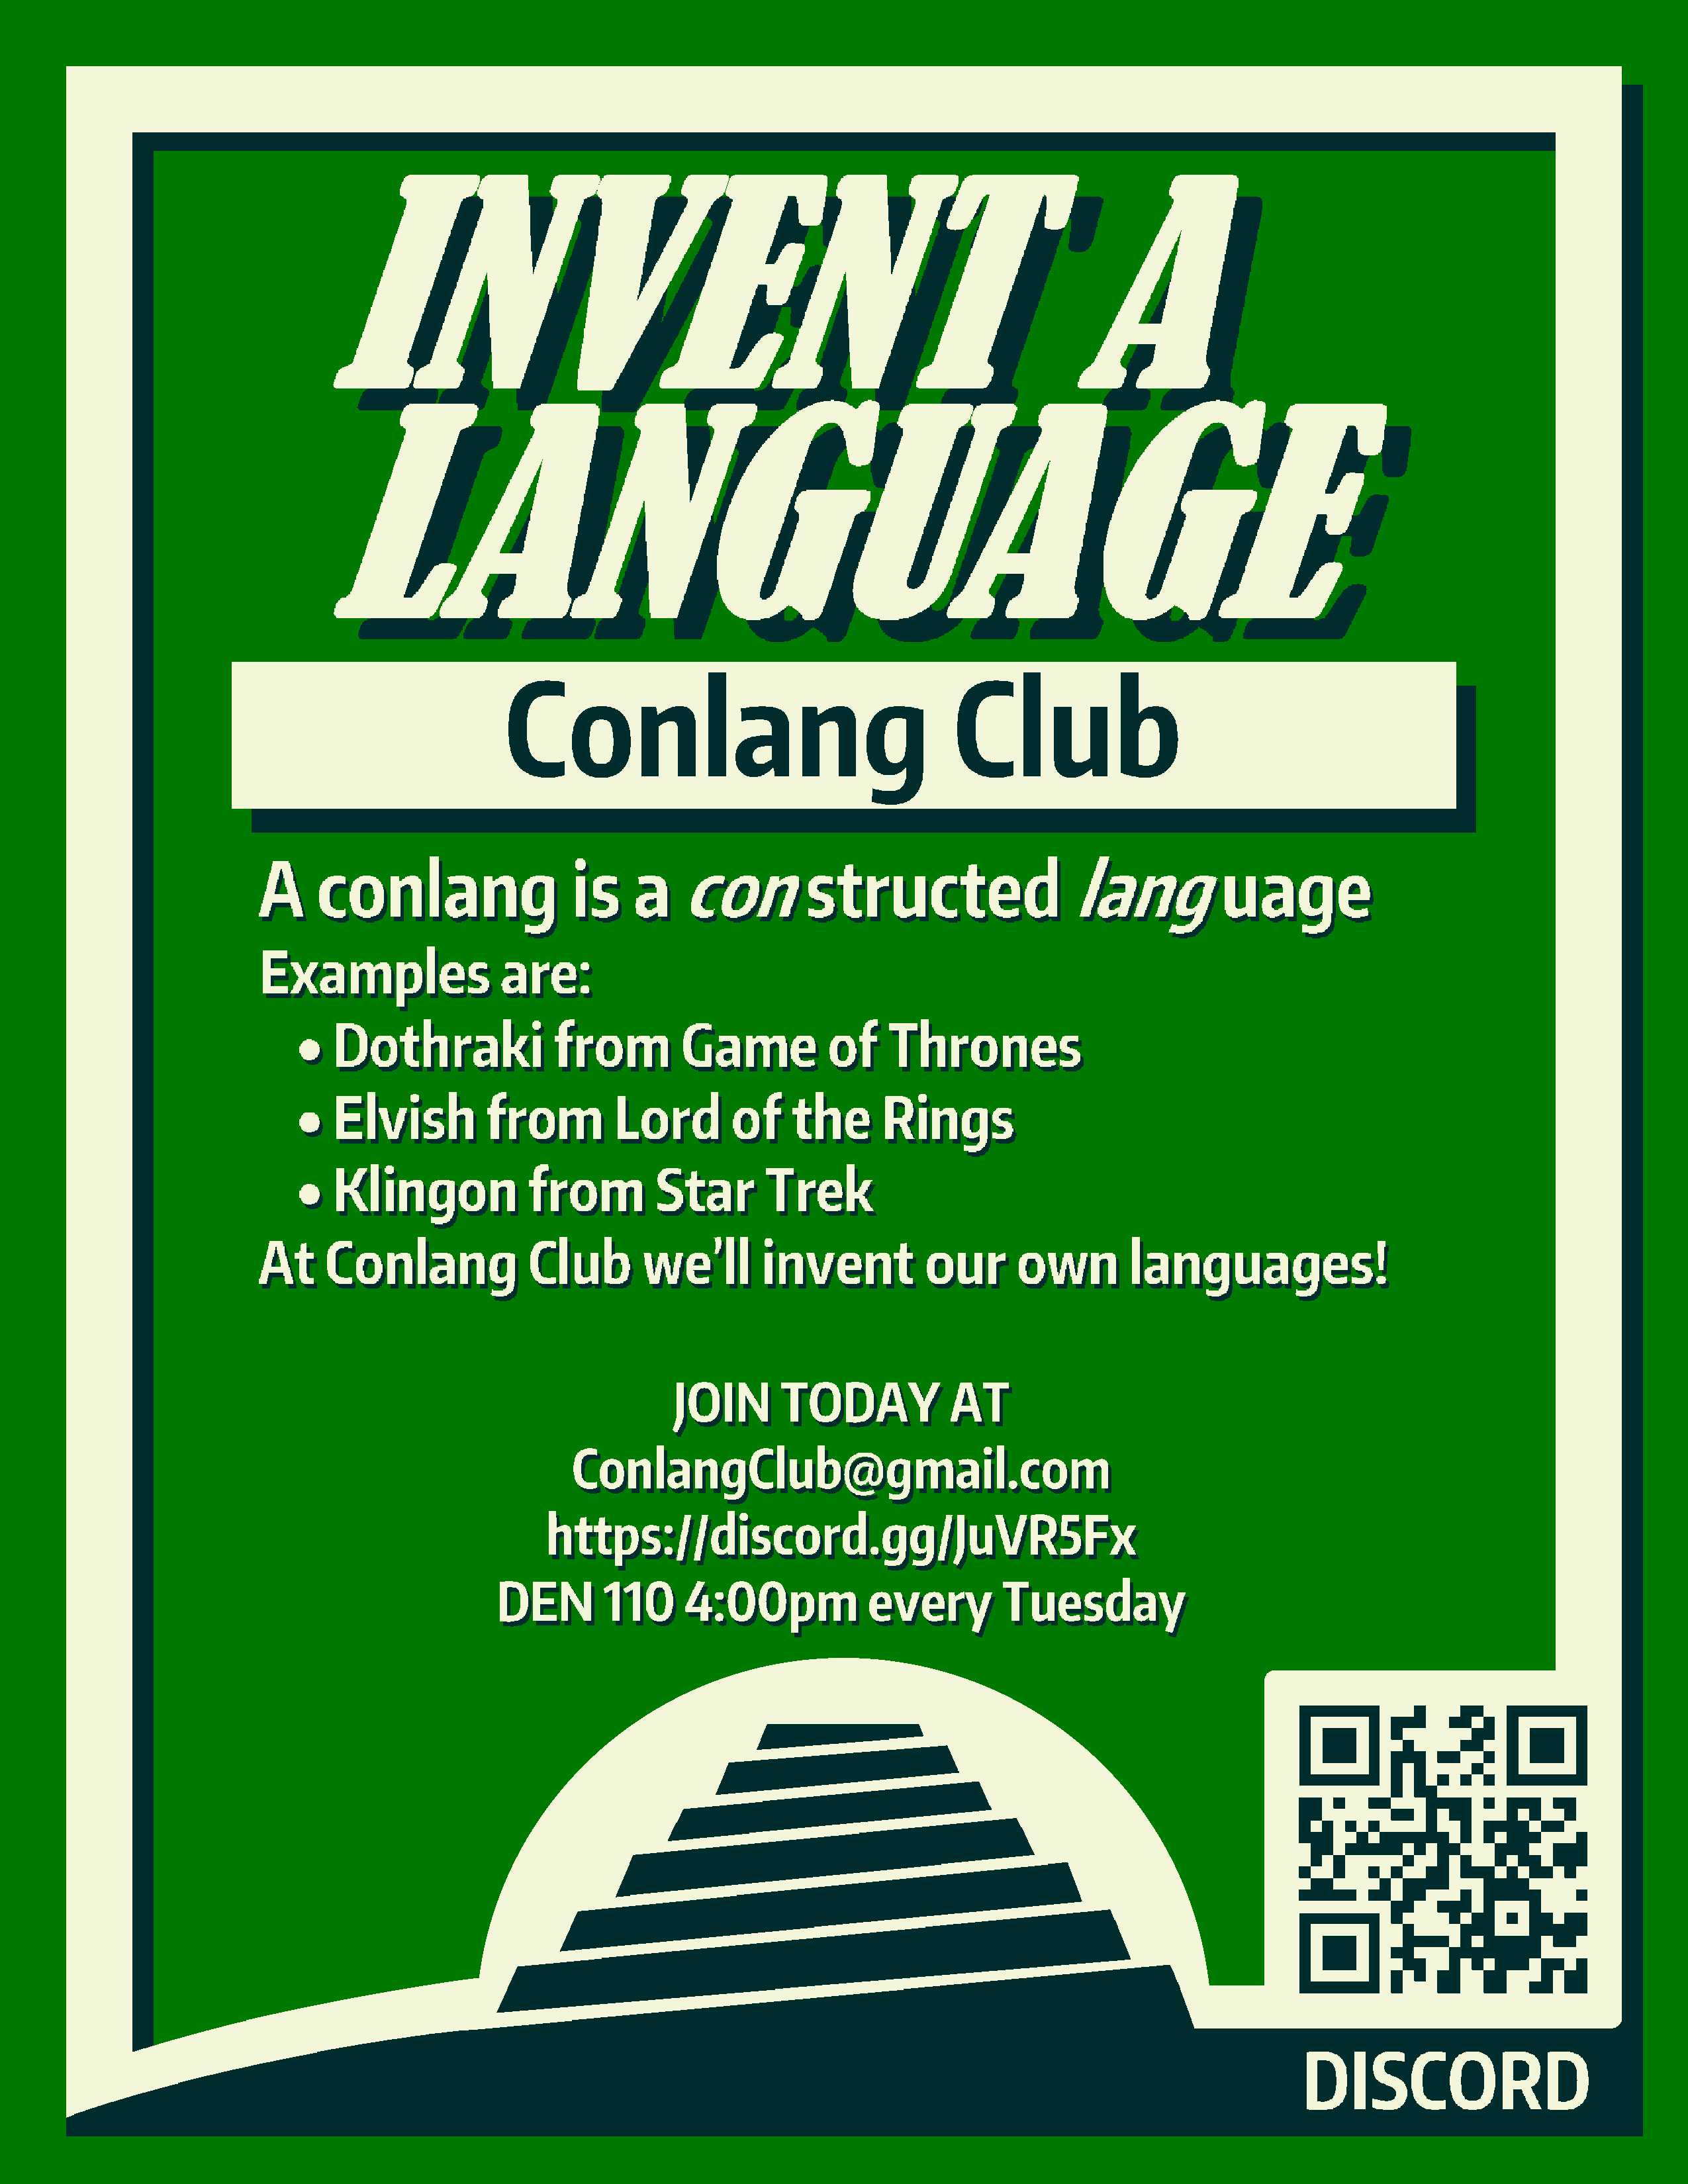 INVENT A
LANGUAGE
Conlang Club
A conlang is a constructed language
Examples are:
• Dothraki from Game of Thrones
• Elvish from Lord of the Rings
• Klingon from Star Trek
At Conlang Club we’ll invent our own languages!
JOIN TODAY AT
ConlangClub@gmail.com
https://discord.gg/JuVR5Fx
DEN 110 4:00pm every Tuesday
DISCORD